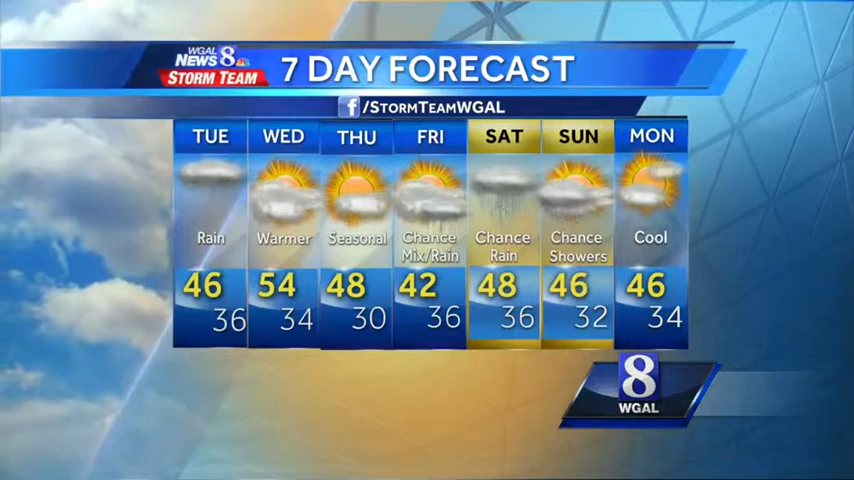 WGAL
NEWS 8
STORM TEAM
7 DAY FORECAST
f /STORMTEAMWGAL
TUE WED THU FRI SAT SUN MON
Rain Warmer Seasonal Chance Mix/Rain Chance Rain Chance Showers Cool
46 54 48 42 48 46 46
36 34 30 36 36 32 34
8
WGAL